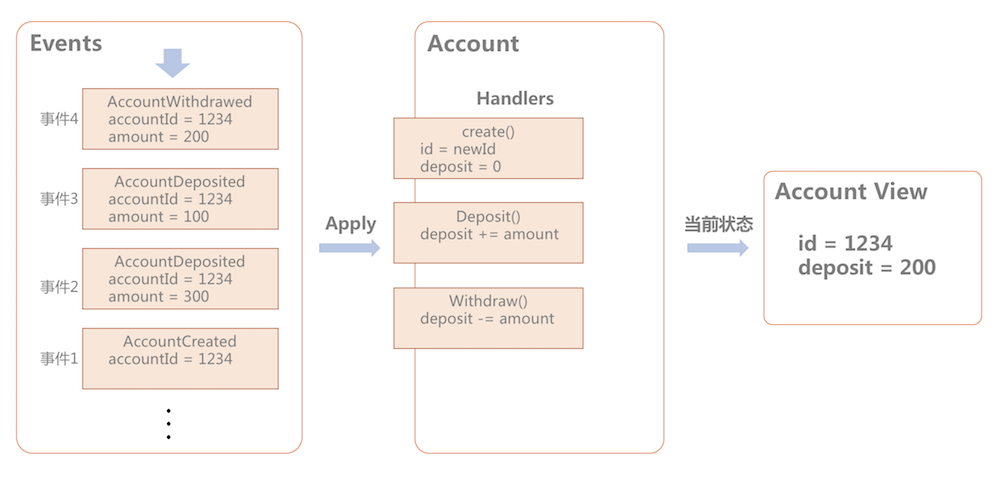 Events
事件4
AccountWithdrawed
accountId = 1234
amount = 200
事件3
AccountDeposited
accountId = 1234
amount = 100
事件2
AccountDeposited
accountId = 1234
amount = 300
事件1
AccountCreated
accountId = 1234
Apply
Account
Handlers
create()
id = newId
deposit = 0
Deposit()
deposit += amount
Withdraw()
deposit -= amount
当前状态
Account View
id = 1234
deposit = 200